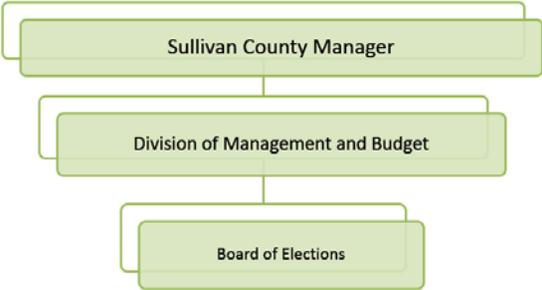 Sullivan County Manager
Division of Management and Budget
Board of Elections